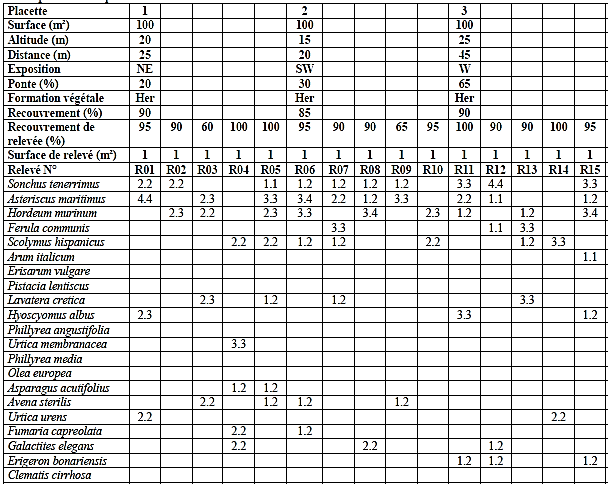 Placette 1 2 3
Surface (m²) 100 100 100
Altitude (m) 20 15 25
Distance (m) 25 20 45
Exposition NE SW W
Ponte (%) 20 30 65
Formation végétale Her Her Her
Recouvrement (%) 90 85 90
Recouvrement de relevée (%) 95 90 60 100 100 95 90 90 65 95 100 90 90 100 95
Surface de relevé (m²) 1 1 1 1 1 1 1 1 1 1 1 1 1 1 1
Relevé N° R01 R02 R03 R04 R05 R06 R07 R08 R09 R10 R11 R12 R13 R14 R15
Sonchus tenerrimus 2.2 2.2 1.1 1.2 1.2 1.2 1.2 3.3 4.4 3.3
Asteriscus maritimus 4.4 2.3 3.3 3.4 2.2 1.2 3.3 2.2 1.1 1.2
Hordeum murinum 2.3 2.2 2.3 3.3 3.4 2.3 1.2 1.2 3.4
Ferula communis 3.3 1.1 3.3
Scolymus hispanicus 2.2 2.2 1.2 1.2 2.2 1.2 3.3
Arum italicum 1.1
Erisarum vulgare
Pistacia lentiscus
Lavatera cretica 2.3 1.2 1.2 3.3
Hyoscyomus albus 2.3 3.3 1.2
Phillyrea angustifolia
Urtica membranacea 3.3
Phillyrea media
Olea europea
Asparagus acutifolius 1.2 1.2
Avena sterilis 2.2 1.2 1.2 1.2
Urtica urens 2.2 2.2
Fumaria capreolata 2.2 1.2
Galactites elegans 2.2 2.2 1.2
Erigeron bonariensis 1.2 1.2 1.2
Clematis cirrhosa